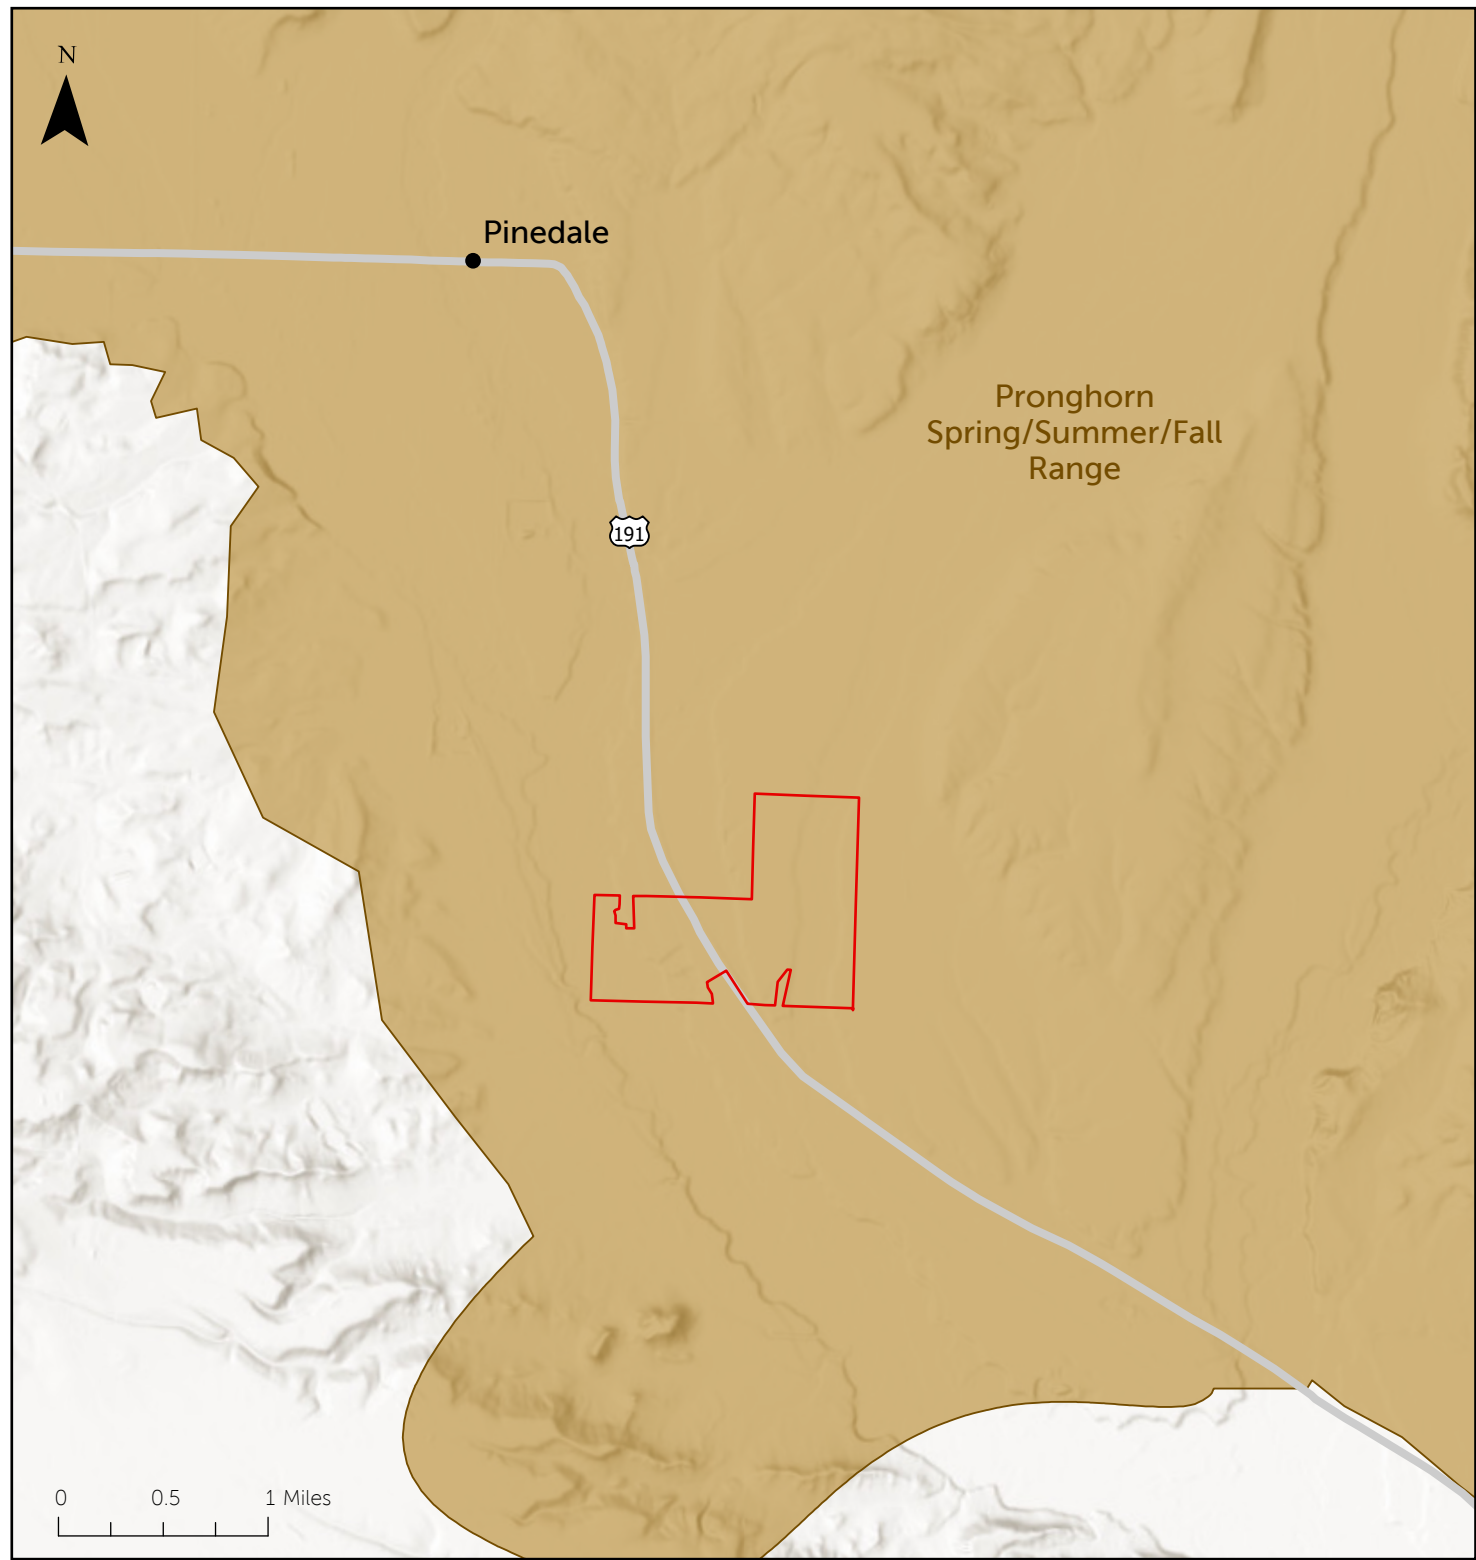 N
Pinedale
Pronghorn
Spring/Summer/Fall
Range
191
0 0.5 1 Miles